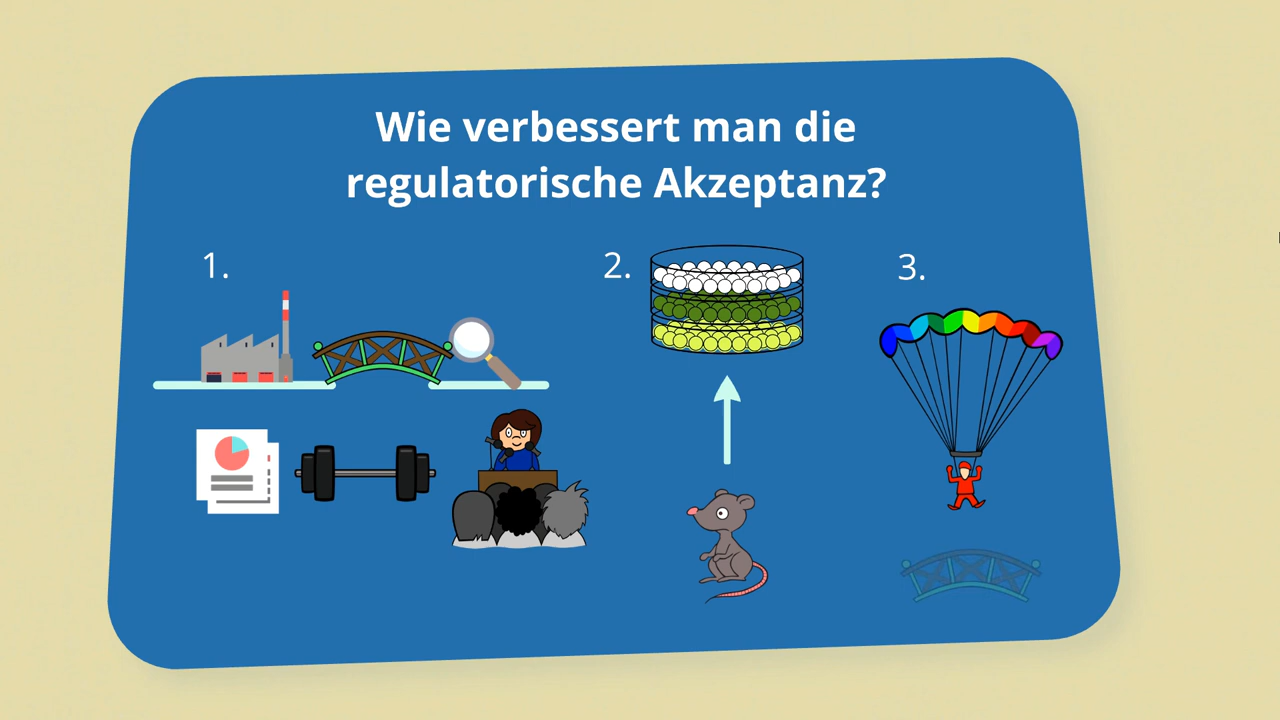 Wie verbessert man die
regulatorische Akzeptanz?
1.
2.
3.